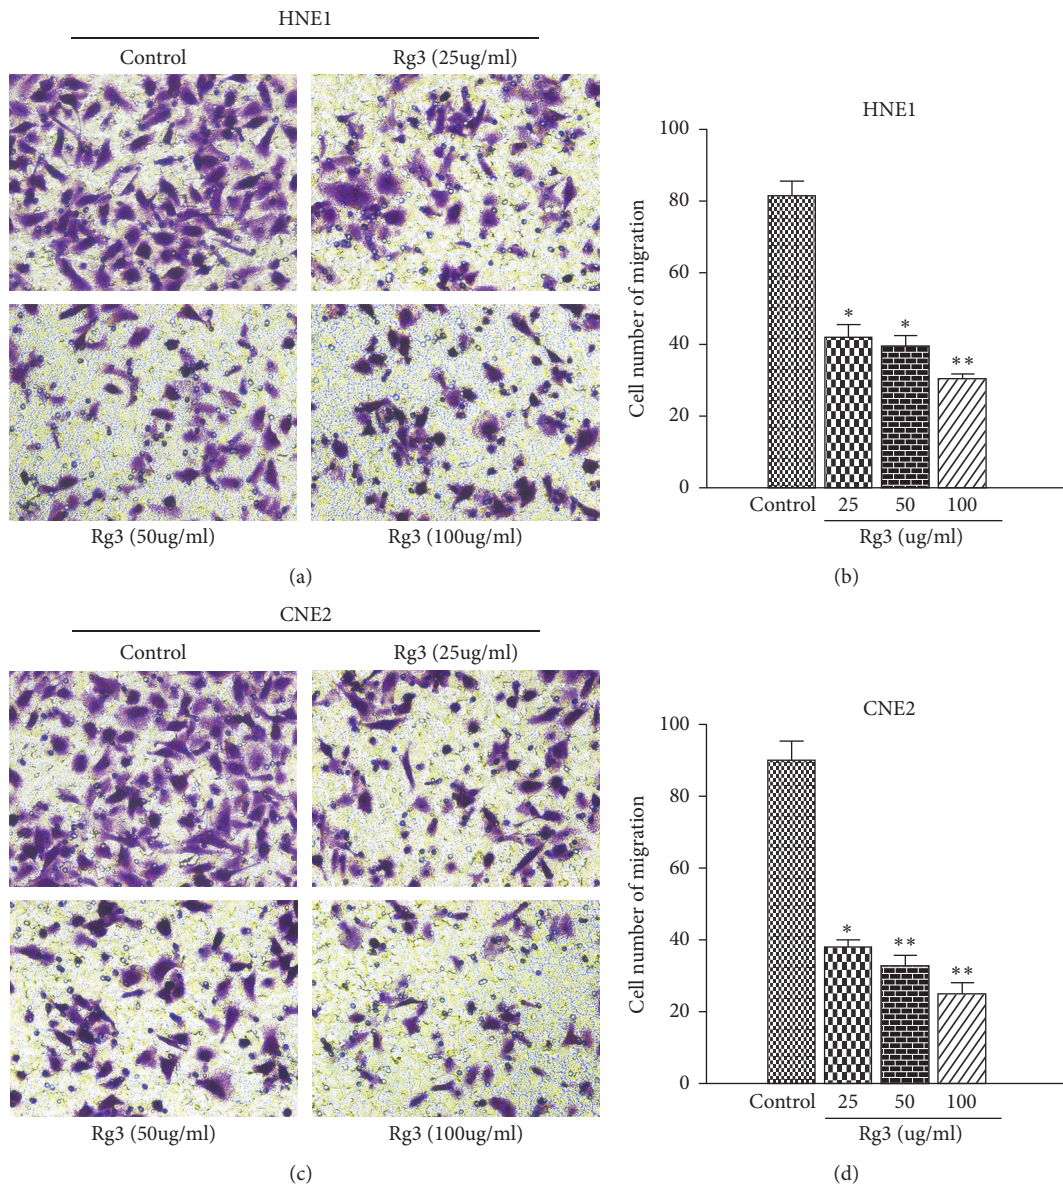 HNE1
Control Rg3 (25ug/ml)
Rg3 (50ug/ml) Rg3 (100ug/ml)
(a)
HNE1
Cell number of migration
100
80
60
40
20
0
*
*
**
Control 25 50 100
Rg3 (ug/ml)
(b)
CNE2
Control Rg3 (25ug/ml)
Rg3 (50ug/ml) Rg3 (100ug/ml)
(c)
CNE2
Cell number of migration
100
80
60
40
20
0
*
**
**
Control 25 50 100
Rg3 (ug/ml)
(d)